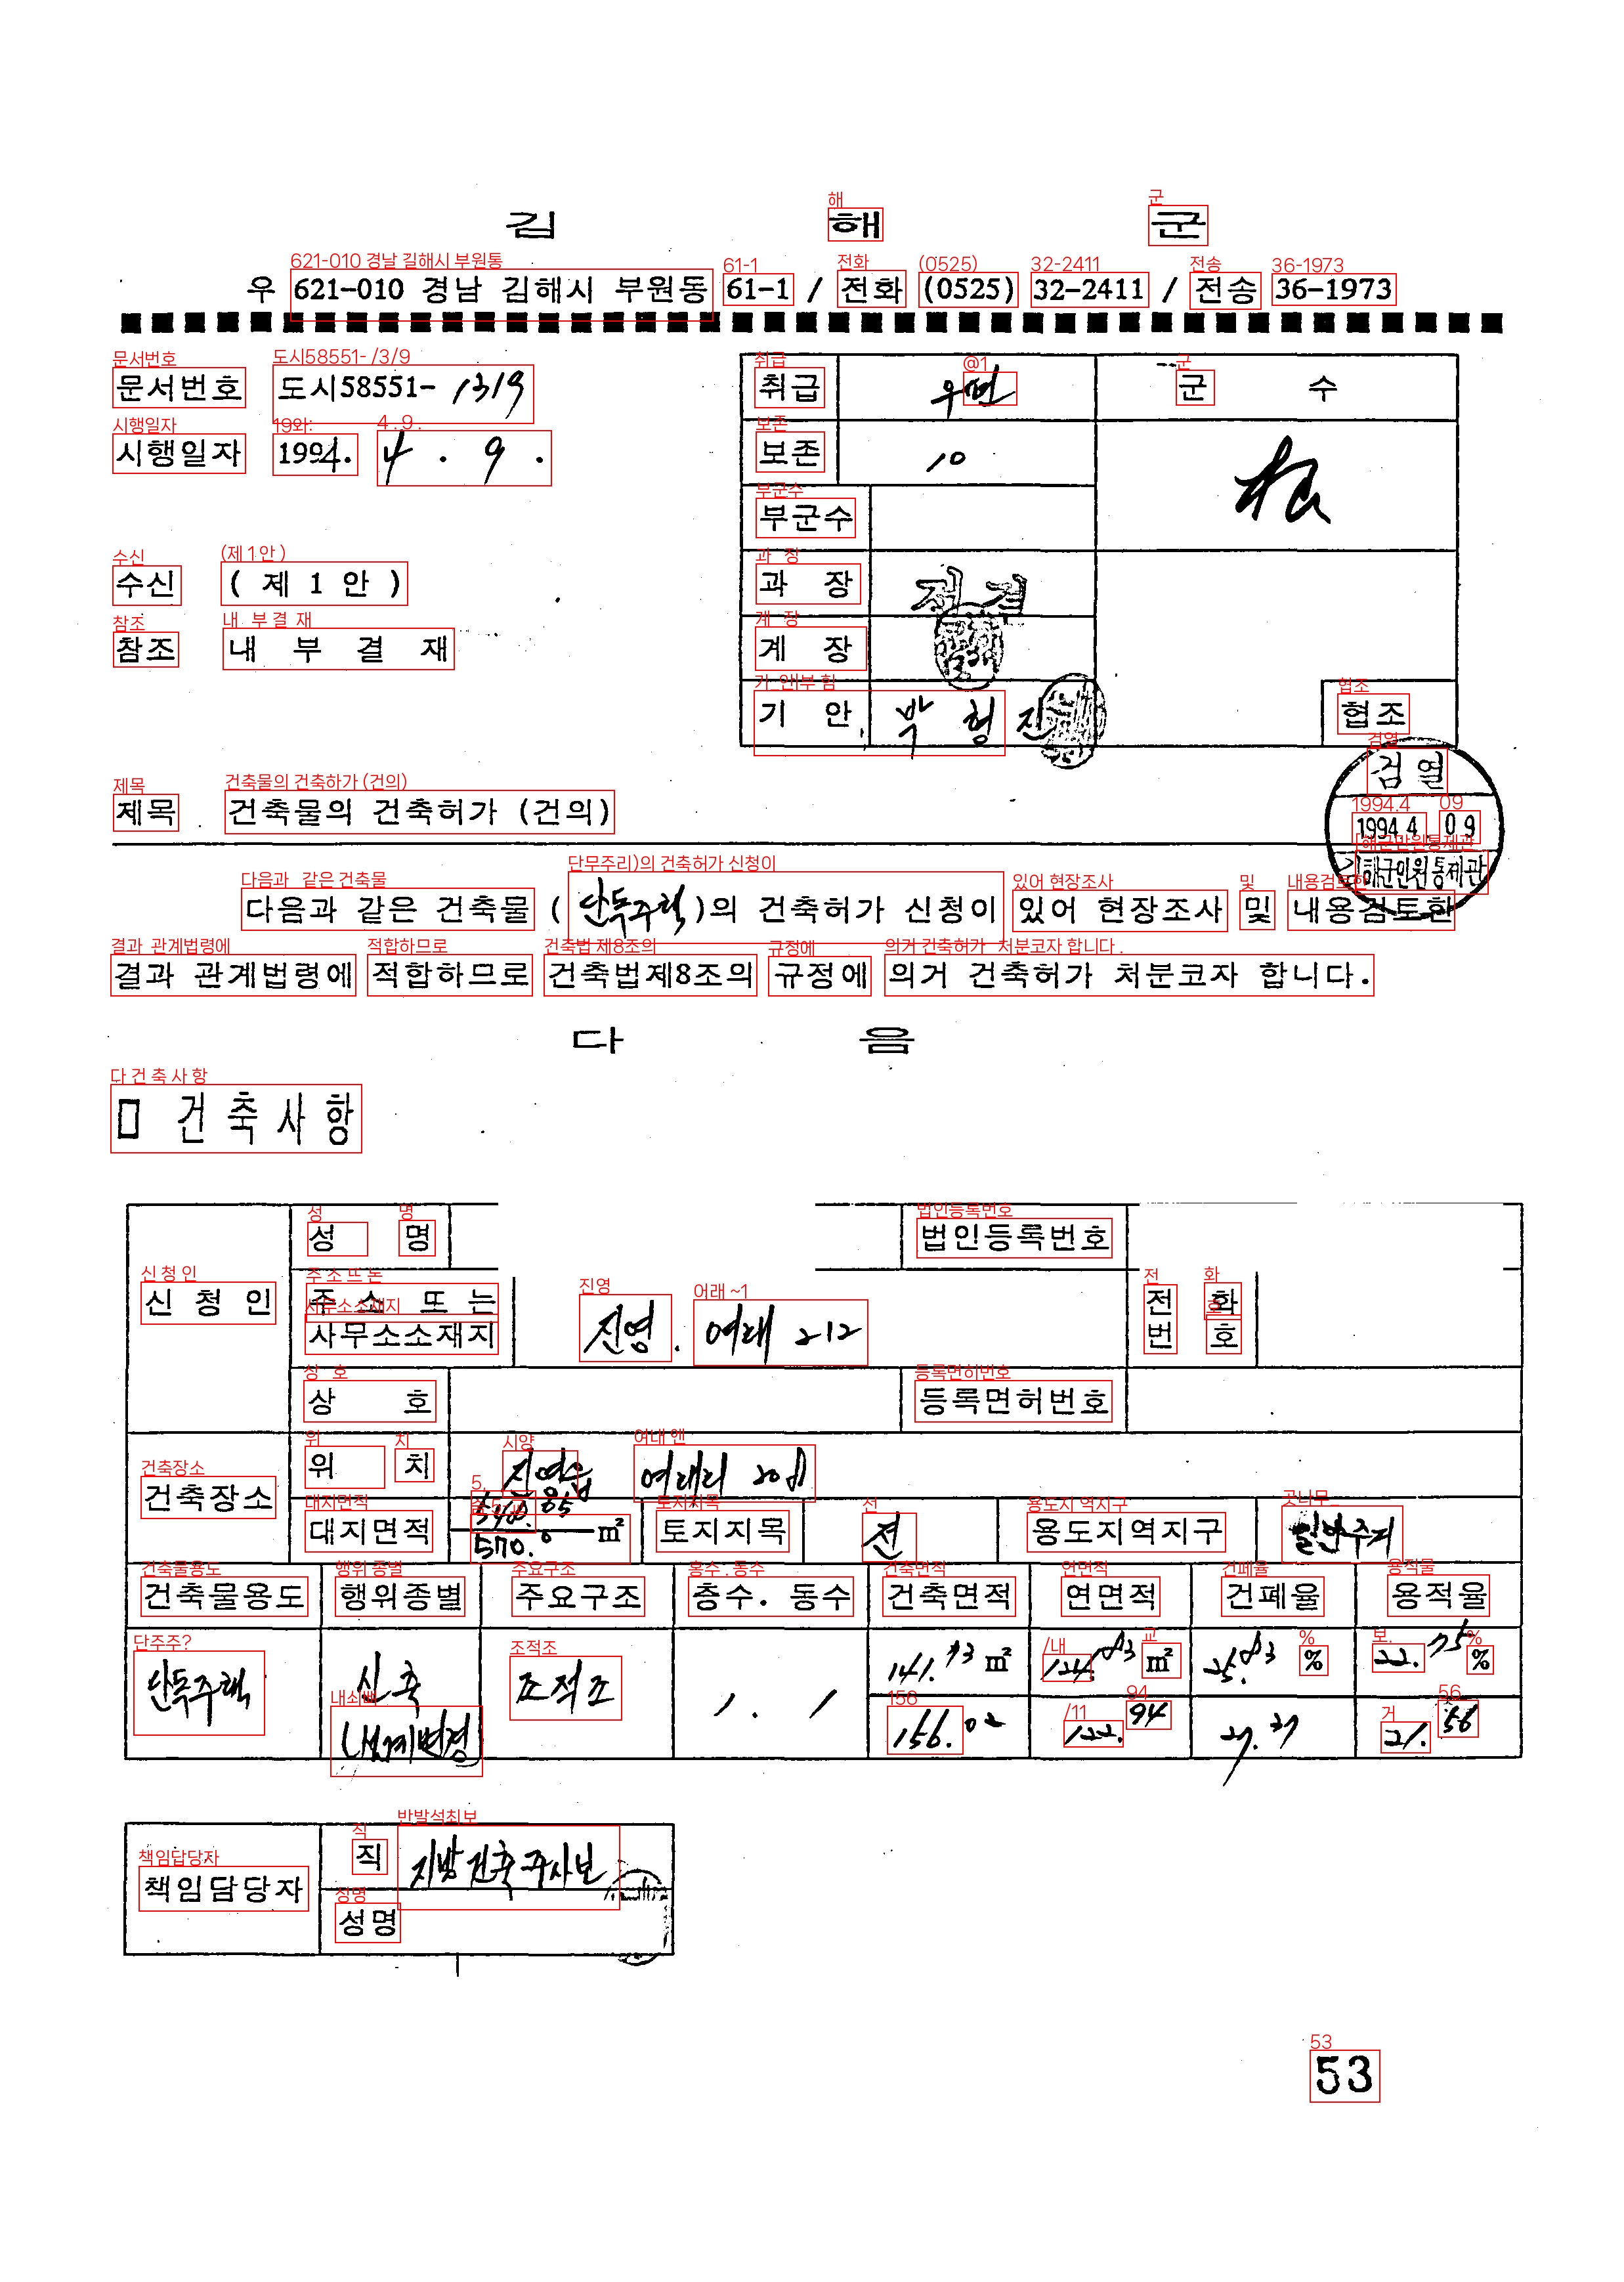 김 해 군
우 621-010 경남 김해시 부원동 61-1 / 전화 (0525) 32-2411 / 전송 36-1973
문서번호 도시58551- 1319
시행일자 1994. 4 . 9 .
수신 ( 제 1 안 )
참조 내 부 결 재
취급 우편 군 수
보존 10
부군수
과 장 전결
계 장
기 안 박 형 진
협조
검 열
1994. 4. 09
김해군민원통제관
제목 건축물의 건축허가 (건의)
다음과 같은 건축물 ( 단독주택 )의 건축허가 신청이 있어 현장조사 및 내용검토한
결과 관계법령에 적합하므로 건축법제8조의 규정에 의거 건축허가 처분코자 합니다.
다 음
□ 건축사항
신 청 인 성 명 법인등록번호
주 소 또 는 사무소소재지 진영. 여래 212 전 화 번 호
상 호 등록면허번호
건축장소 위 치 진영읍 여래리 208
대지면적 540.85 570.0 ㎡ 토지지목 전 용도지역지구 일반주거
건축물용도 행위종별 주요구조 층수. 동수 건축면적 연면적 건폐율 용적율
단독주택 신축 조적조 1 . 1 141.73 ㎡ 124.83 ㎡ 25.83 % 22.75 %
설계변경 156.02 122.94 27.37 21.56
책임담당자 직 지방건축주사보
성명
53